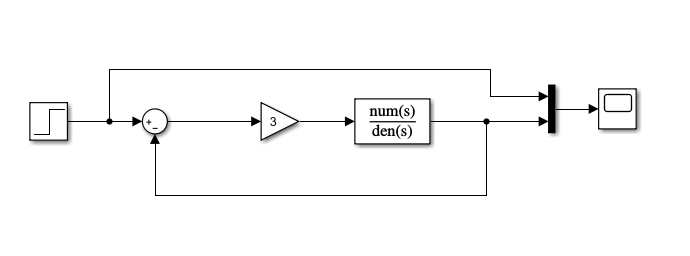 +
−
3
num(s)
den(s)